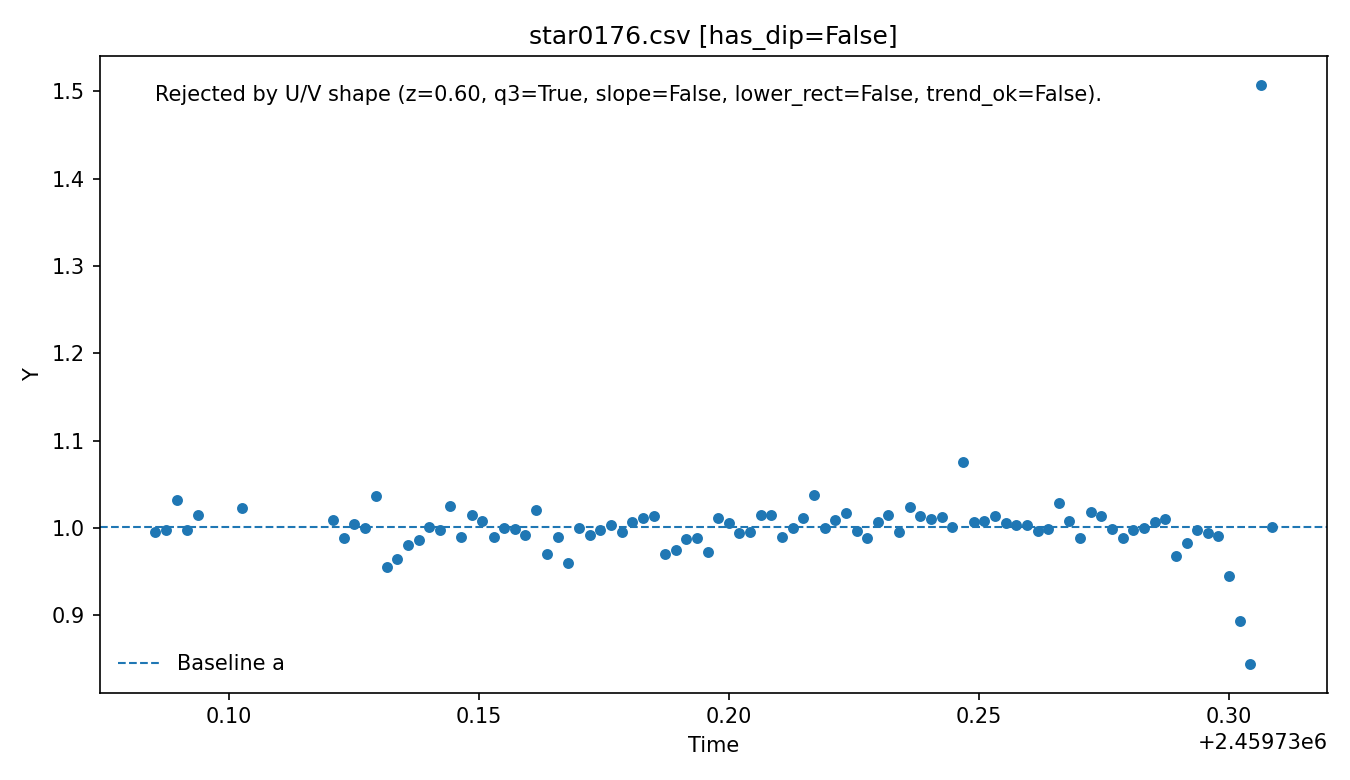 star0176.csv [has_dip=False]
Rejected by U/V shape (z=0.60, q3=True, slope=False, lower_rect=False, trend_ok=False).
Y
1.5
1.4
1.3
1.2
1.1
1.0
0.9
Baseline a
0.10 0.15 0.20 0.25 0.30
Time
+2.45973e6